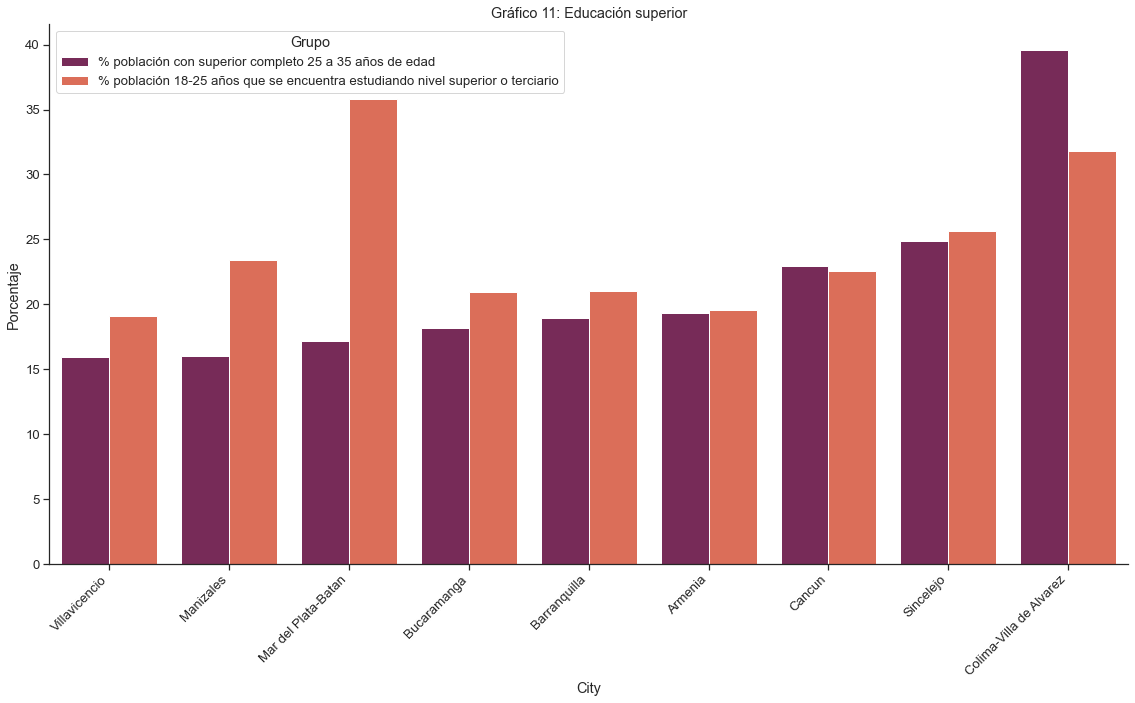 Gráfico 11: Educación superior
Grupo
% población con superior completo 25 a 35 años de edad
% población 18-25 años que se encuentra estudiando nivel superior o terciario
Porcentaje
40
35
30
25
20
15
10
5
0
Villavicencio
Manizales
Mar del Plata-Batan
Bucaramanga
Barranquilla
Armenia
Cancun
Sincelejo
Colima-Villa de Alvarez
City